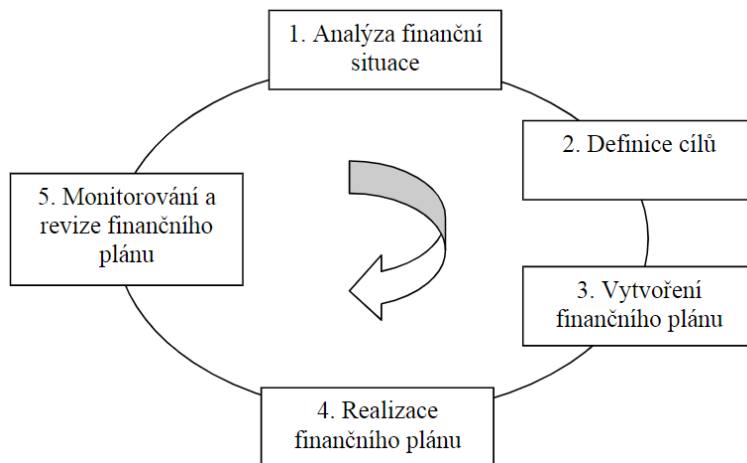 1. Analýza finanční
situace
2. Definice cílů
3. Vytvoření
finančního plánu
4. Realizace
finančního plánu
5. Monitorování a
revize finančního
plánu